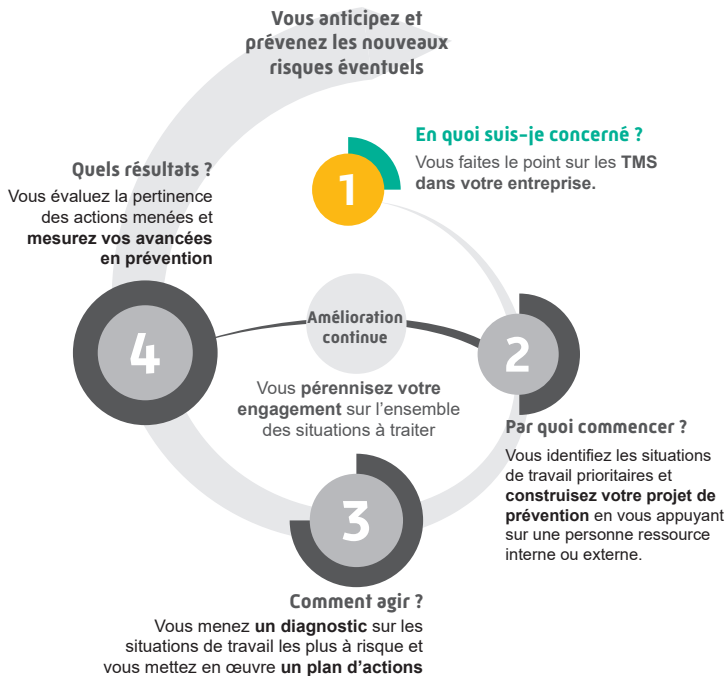 Vous anticipez et
prévenez les nouveaux
risques éventuels
1
En quoi suis-je concerné ?
Vous faites le point sur les TMS
dans votre entreprise.
Quels résultats ?
Vous évaluez la pertinence
des actions menées et
mesurez vos avancées
en prévention
4
Amélioration
continue
Vous pérennisez votre
engagement sur l'ensemble
des situations à traiter
2
Par quoi commencer ?
Vous identifiez les situations
de travail prioritaires et
construisez votre projet de
prévention en vous appuyant
sur une personne ressource
interne ou externe.
3
Comment agir ?
Vous menez un diagnostic sur les
situations de travail les plus à risque et
vous mettez en œuvre un plan d'actions